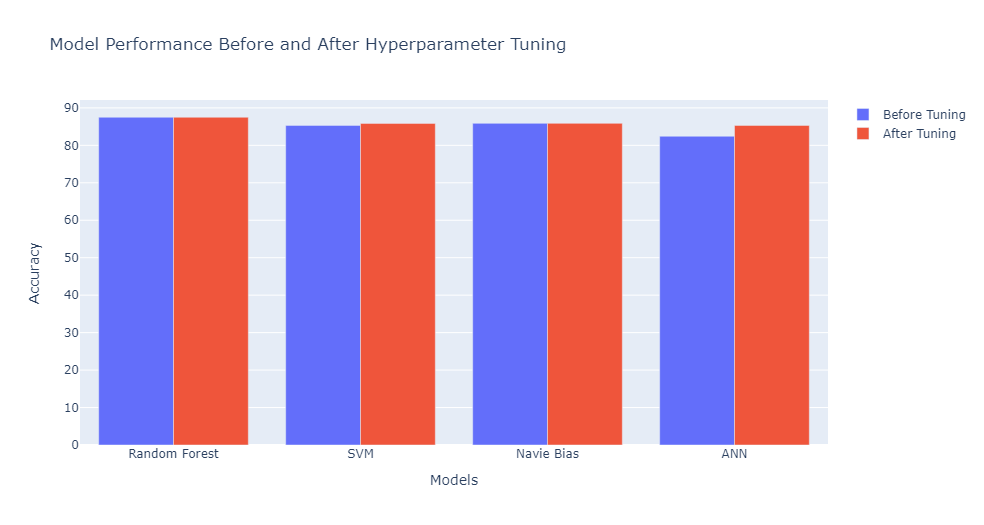 Model Performance Before and After Hyperparameter Tuning
Before Tuning
After Tuning
90
80
70
60
50
40
30
20
10
0
Accuracy
Random Forest
SVM
Navie Bias
ANN
Models